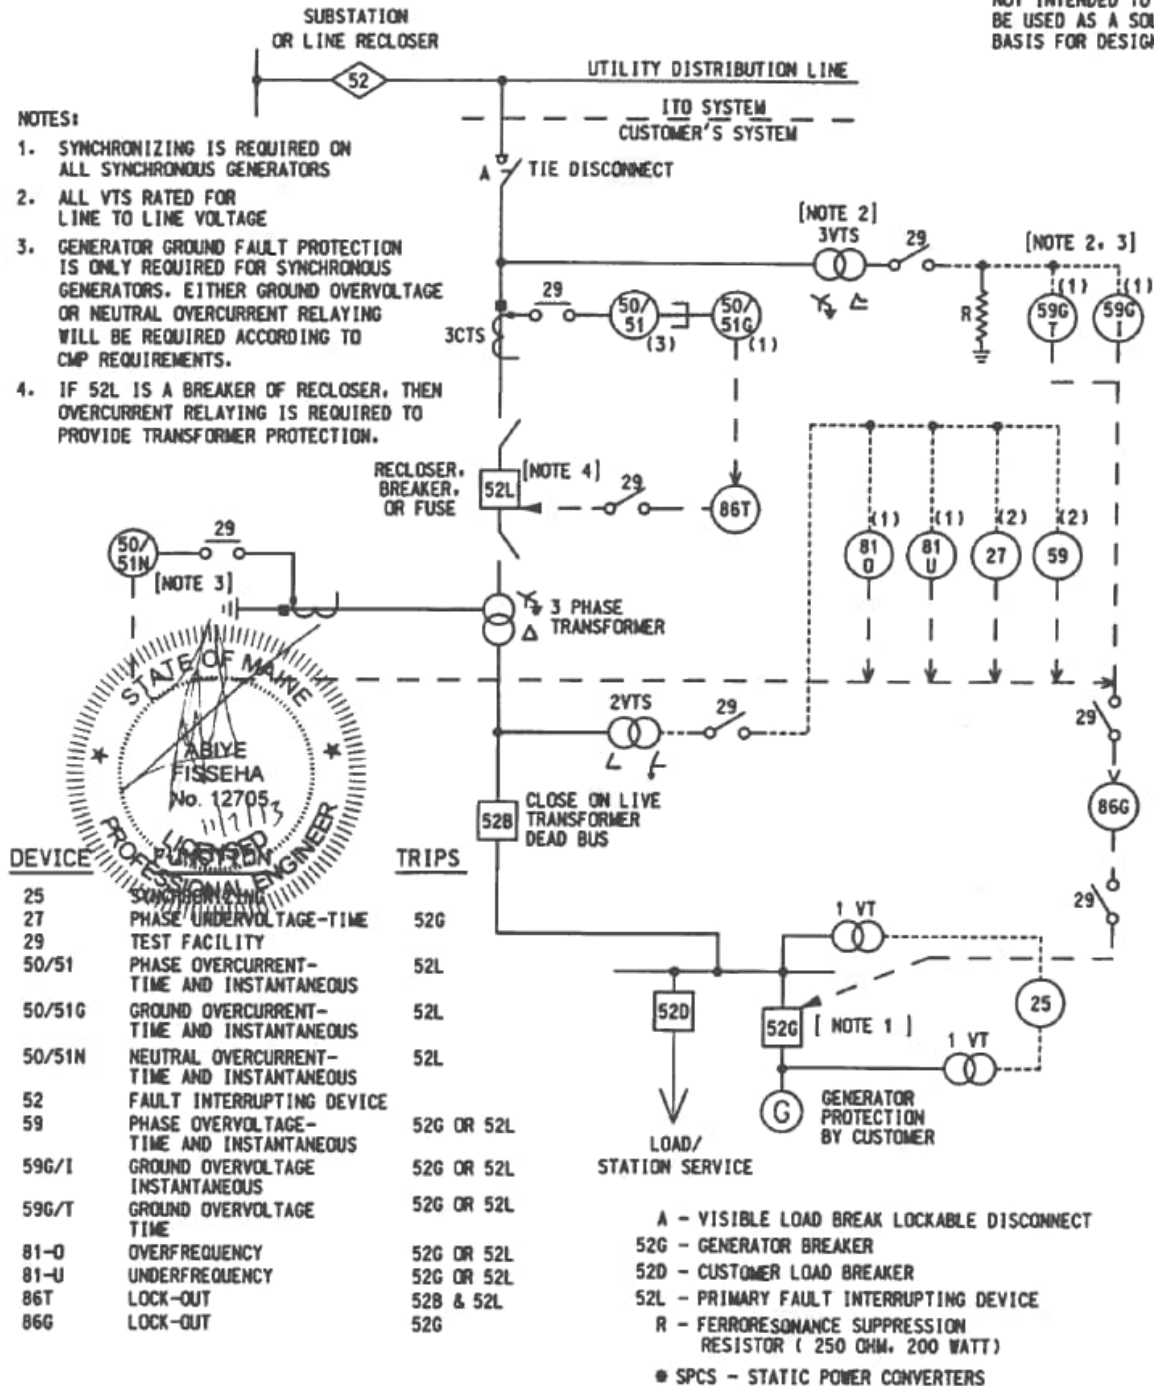 NOT INTENDED TO
BE USED AS A SOL
BASIS FOR DESIGN
SUBSTATION
OR LINE RECLOSER
52
UTILITY DISTRIBUTION LINE
ITO SYSTEM
CUSTOMER'S SYSTEM
A
TIE DISCONNECT
NOTES:
1. SYNCHRONIZING IS REQUIRED ON
ALL SYNCHRONOUS GENERATORS
2. ALL VTS RATED FOR
LINE TO LINE VOLTAGE
3. GENERATOR GROUND FAULT PROTECTION
IS ONLY REQUIRED FOR SYNCHRONOUS
GENERATORS. EITHER GROUND OVERVOLTAGE
OR NEUTRAL OVERCURRENT RELAYING
WILL BE REQUIRED ACCORDING TO
CMP REQUIREMENTS.
4. IF 52L IS A BREAKER OF RECLOSER, THEN
OVERCURRENT RELAYING IS REQUIRED TO
PROVIDE TRANSFORMER PROTECTION.
[NOTE 2]
3VTS
29
[NOTE 2, 3]
R
(1)
59G
T
(1)
59G
I
3CTS
29
50/
51
(3)
50/
51G
(1)
RECLOSER,
BREAKER,
OR FUSE
52L
[NOTE 4]
29
86T
(1)
81
O
(1)
81
U
(2)
27
(2)
59
50/
51N
29
[NOTE 3]
3 PHASE
TRANSFORMER
2VTS
29
29
86G
29
52B
CLOSE ON LIVE
TRANSFORMER
DEAD BUS
STATE OF MAINE
ABIYE
FISSEHA
No. 12705
11/7/13
LICENSED
PROFESSIONAL ENGINEER
1 VT
25
52D
52G
[ NOTE 1 ]
1 VT
G
GENERATOR
PROTECTION
BY CUSTOMER
LOAD/
STATION SERVICE
DEVICE FUNCTION TRIPS
25 SYNCHRONIZING
27 PHASE UNDERVOLTAGE-TIME 52G
29 TEST FACILITY
50/51 PHASE OVERCURRENT- 52L
TIME AND INSTANTANEOUS
50/51G GROUND OVERCURRENT- 52L
TIME AND INSTANTANEOUS
50/51N NEUTRAL OVERCURRENT- 52L
TIME AND INSTANTANEOUS
52 FAULT INTERRUPTING DEVICE
59 PHASE OVERVOLTAGE- 52G OR 52L
TIME AND INSTANTANEOUS
59G/I GROUND OVERVOLTAGE 52G OR 52L
INSTANTANEOUS
59G/T GROUND OVERVOLTAGE 52G OR 52L
TIME
81-O OVERFREQUENCY 52G OR 52L
81-U UNDERFREQUENCY 52G OR 52L
86T LOCK-OUT 52B & 52L
86G LOCK-OUT 52G
A - VISIBLE LOAD BREAK LOCKABLE DISCONNECT
52G - GENERATOR BREAKER
52D - CUSTOMER LOAD BREAKER
52L - PRIMARY FAULT INTERRUPTING DEVICE
R - FERRORESONANCE SUPPRESSION
RESISTOR ( 250 OHM, 200 WATT)
* SPCS - STATIC POWER CONVERTERS